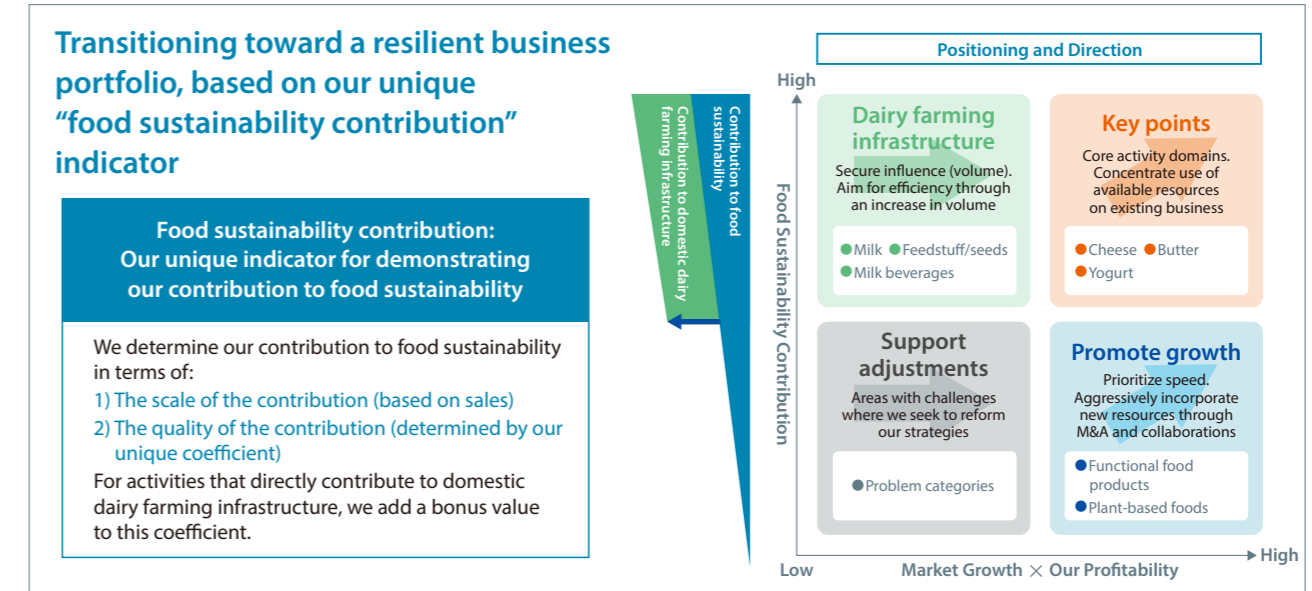 Transitioning toward a resilient business
portfolio, based on our unique
“food sustainability contribution”
indicator
Food sustainability contribution:
Our unique indicator for demonstrating
our contribution to food sustainability
We determine our contribution to food sustainability
in terms of:
1) The scale of the contribution (based on sales)
2) The quality of the contribution (determined by our
unique coefficient)
For activities that directly contribute to domestic
dairy farming infrastructure, we add a bonus value
to this coefficient.
Contribution to domestic dairy
farming infrastructure
Contribution to food
sustainability
Positioning and Direction
High
Food Sustainability Contribution
Dairy farming
infrastructure
Secure influence (volume).
Aim for efficiency through
an increase in volume
●Milk ●Feedstuff/seeds
●Milk beverages
Key points
Core activity domains.
Concentrate use of
available resources
on existing business
●Cheese ●Butter
●Yogurt
Support
adjustments
Areas with challenges
where we seek to reform
our strategies
●Problem categories
Promote growth
Prioritize speed.
Aggressively incorporate
new resources through
M&A and collaborations
●Functional food
products
●Plant-based foods
Low
Market Growth × Our Profitability
High